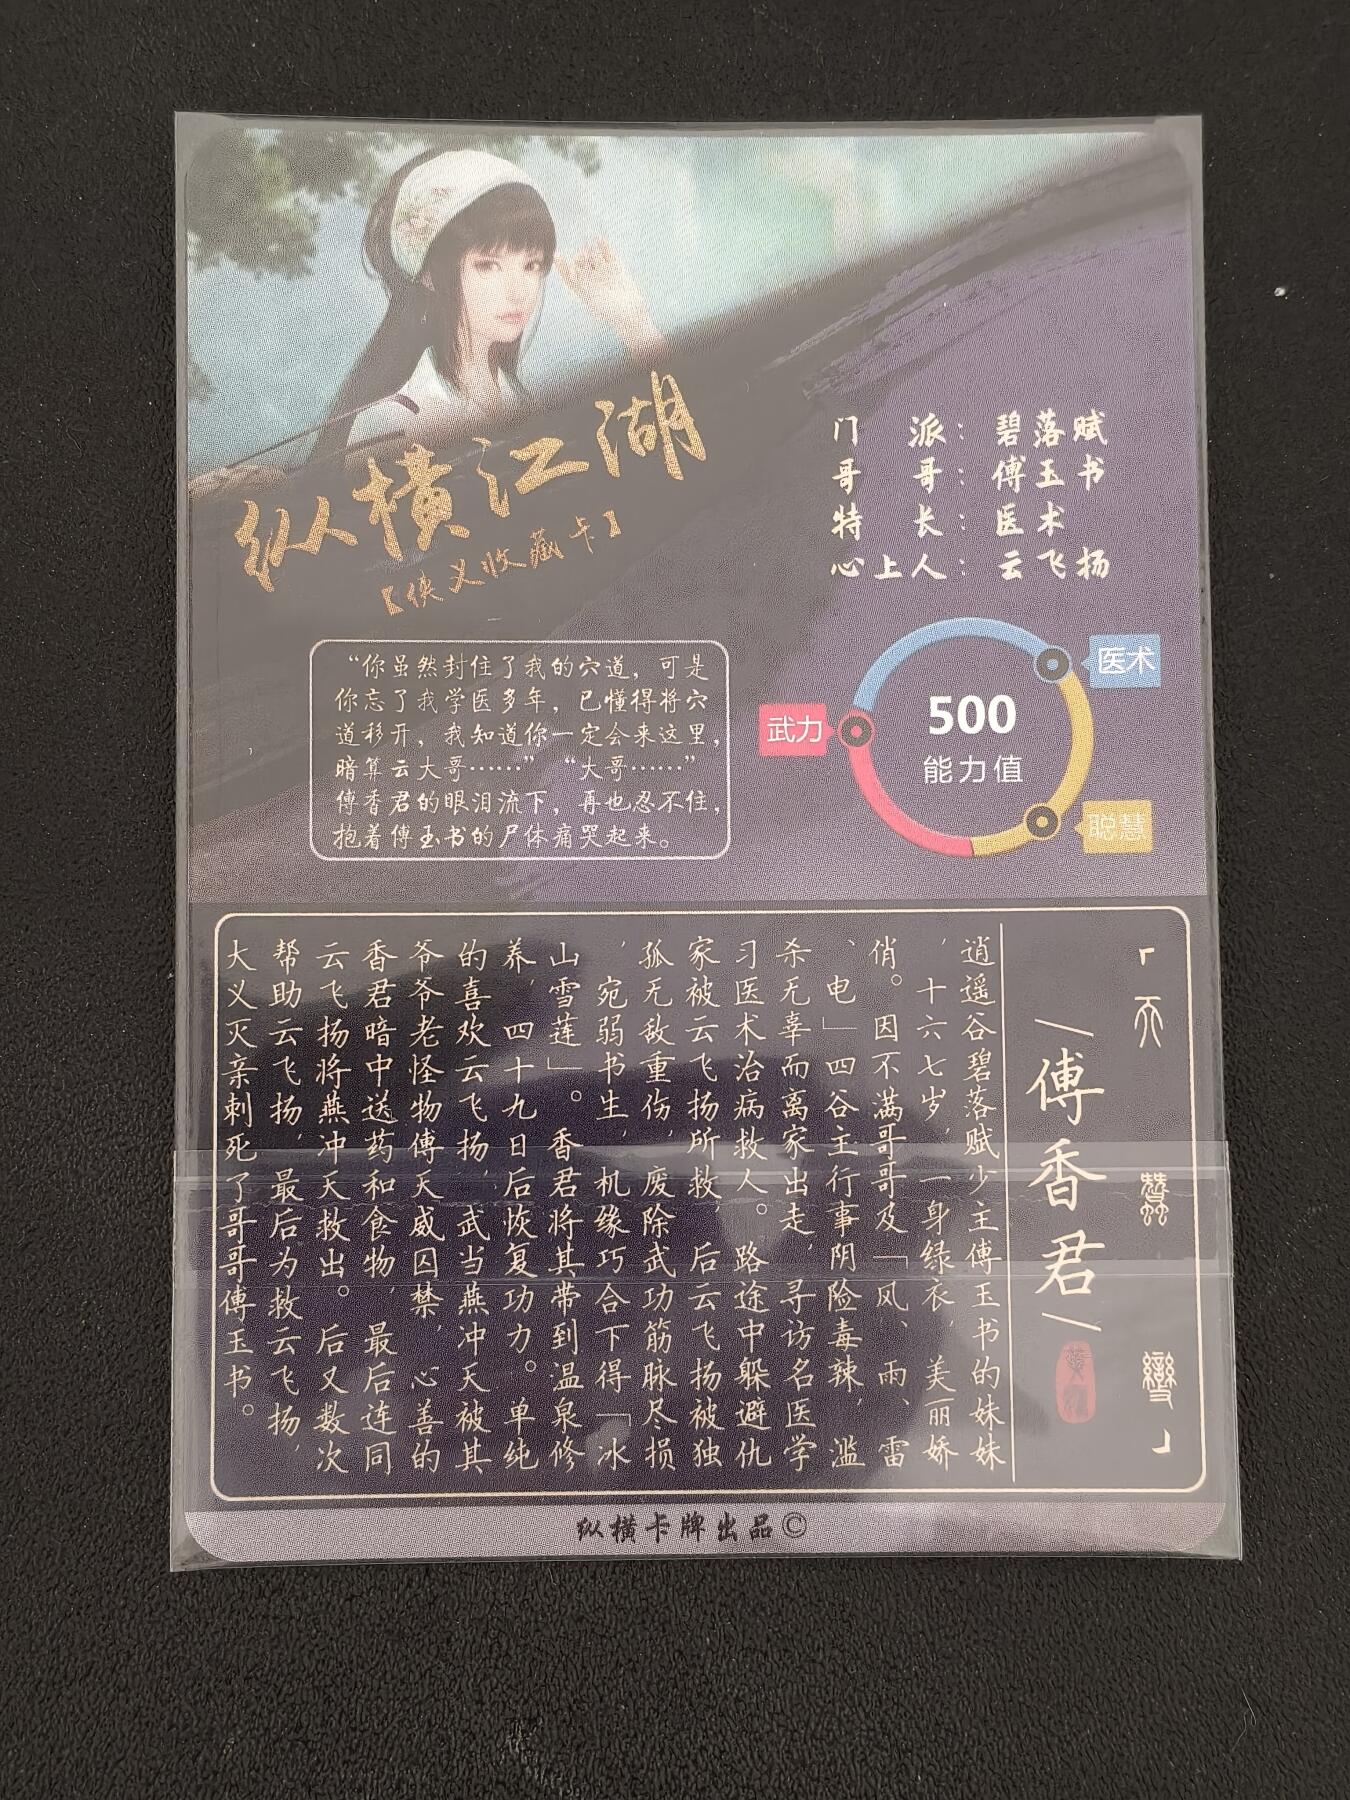 纵横江湖
【侠义收藏卡】
门派：碧落赋
哥哥：傅玉书
特长：医术
心上人：云飞扬
“你虽然封住了我的穴道，可是
你忘了我学医多年，已懂得将穴
道移开，我知道你一定会来这里，
暗算云大哥……” “大哥……”
傅香君的眼泪流下，再也忍不住，
抱着傅玉书的尸体痛哭起来。
医术
武力
500
能力值
聪慧
「天蠶變」
傅香君
逍遥谷碧落赋少主傅玉书的妹妹
，十六七岁，一身绿衣，美丽娇
俏。因不满哥哥及「风、雨、雷
、电」四谷主行事阴险毒辣，滥
杀无辜而离家出走，寻访名医学
习医术治病救人。路途中躲避仇
家被云飞扬所救，后云飞扬被独
孤无敌重伤，废除武功筋脉尽损
，宛弱书生，机缘巧合下得「冰
山雪莲」。香君将其带到温泉修
养，四十九日后恢复功力。单纯
的喜欢云飞扬，武当燕冲天被其
爷爷老怪物傅天威囚禁，心善的
香君暗中送药和食物，最后连同
云飞扬将燕冲天救出。后又数次
帮助云飞扬，最后为救云飞扬，
大义灭亲刺死了哥哥傅玉书。
纵横卡牌出品©